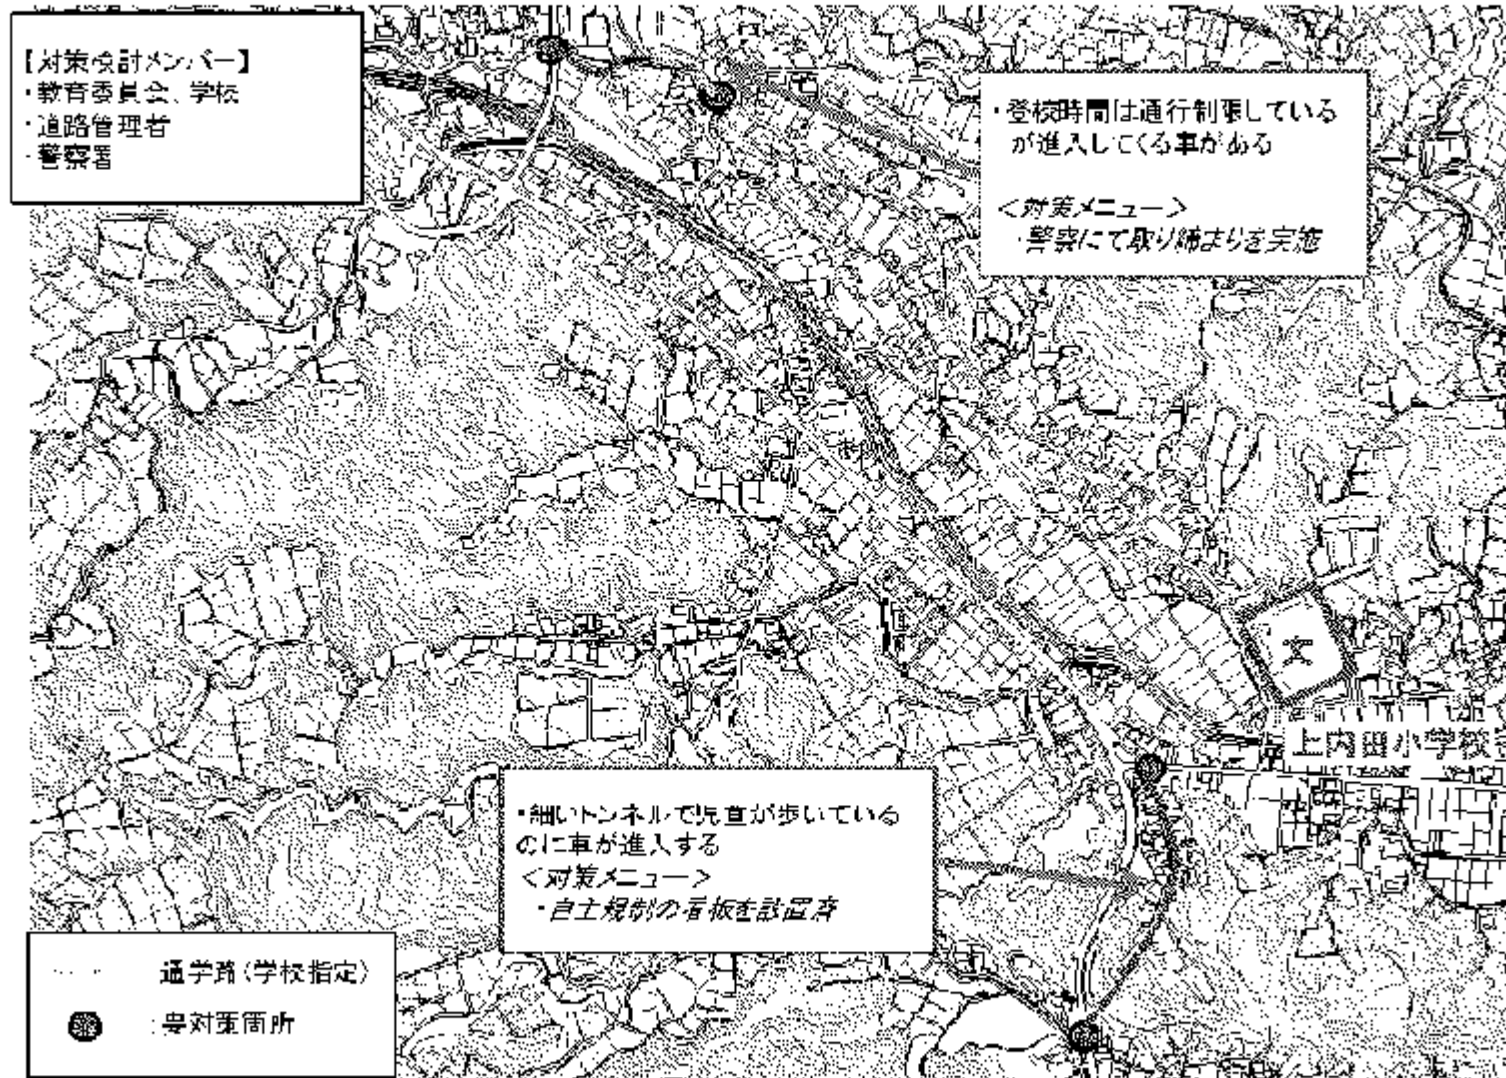 【対策検討メンバー】
・教育委員会、学校
・道路管理者
・警察署
・登校時間は通行制限している
が進入してくる車がある
＜対策メニュー＞
・警察にて取り締まりを実施
上内田小学校
・細いトンネルで児童が歩いている
のに車が進入する
＜対策メニュー＞
・自主規制の看板を設置済
通学路（学校指定）
：要対策箇所